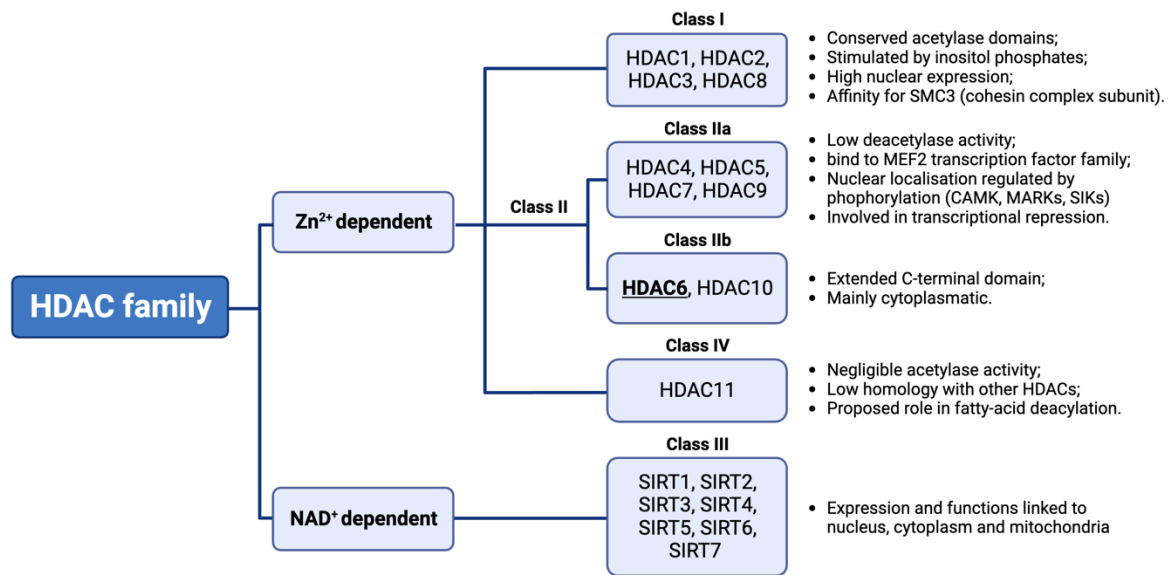 HDAC family
Zn²⁺ dependent
Class II
Class I
HDAC1, HDAC2,
HDAC3, HDAC8
• Conserved acetylase domains;
• Stimulated by inositol phosphates;
• High nuclear expression;
• Affinity for SMC3 (cohesin complex subunit).
Class IIa
HDAC4, HDAC5,
HDAC7, HDAC9
• Low deacetylase activity;
• bind to MEF2 transcription factor family;
• Nuclear localisation regulated by
phophorylation (CAMK, MARKs, SIKs)
• Involved in transcriptional repression.
Class IIb
HDAC6, HDAC10
• Extended C-terminal domain;
• Mainly cytoplasmatic.
Class IV
HDAC11
• Negligible acetylase activity;
• Low homology with other HDACs;
• Proposed role in fatty-acid deacylation.
NAD⁺ dependent
Class III
SIRT1, SIRT2,
SIRT3, SIRT4,
SIRT5, SIRT6,
SIRT7
• Expression and functions linked to
nucleus, cytoplasm and mitochondria